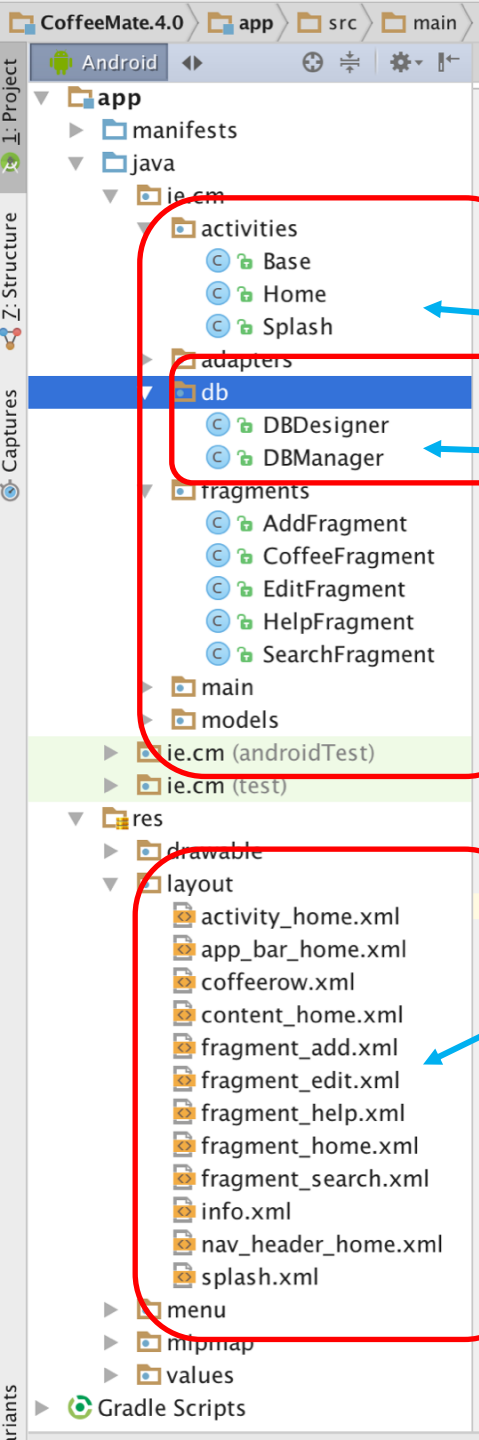 CoffeeMate.4.0 app src main
Android
1: Project
Z: Structure
Captures
app
manifests
java
ie.cm
activities
Base
Home
Splash
adapters
db
DBDesigner
DBManager
fragments
AddFragment
CoffeeFragment
EditFragment
HelpFragment
SearchFragment
main
models
ie.cm (androidTest)
ie.cm (test)
res
drawable
layout
activity_home.xml
app_bar_home.xml
coffeerow.xml
content_home.xml
fragment_add.xml
fragment_edit.xml
fragment_help.xml
fragment_home.xml
fragment_search.xml
info.xml
nav_header_home.xml
splash.xml
menu
mipmap
values
Gradle Scripts